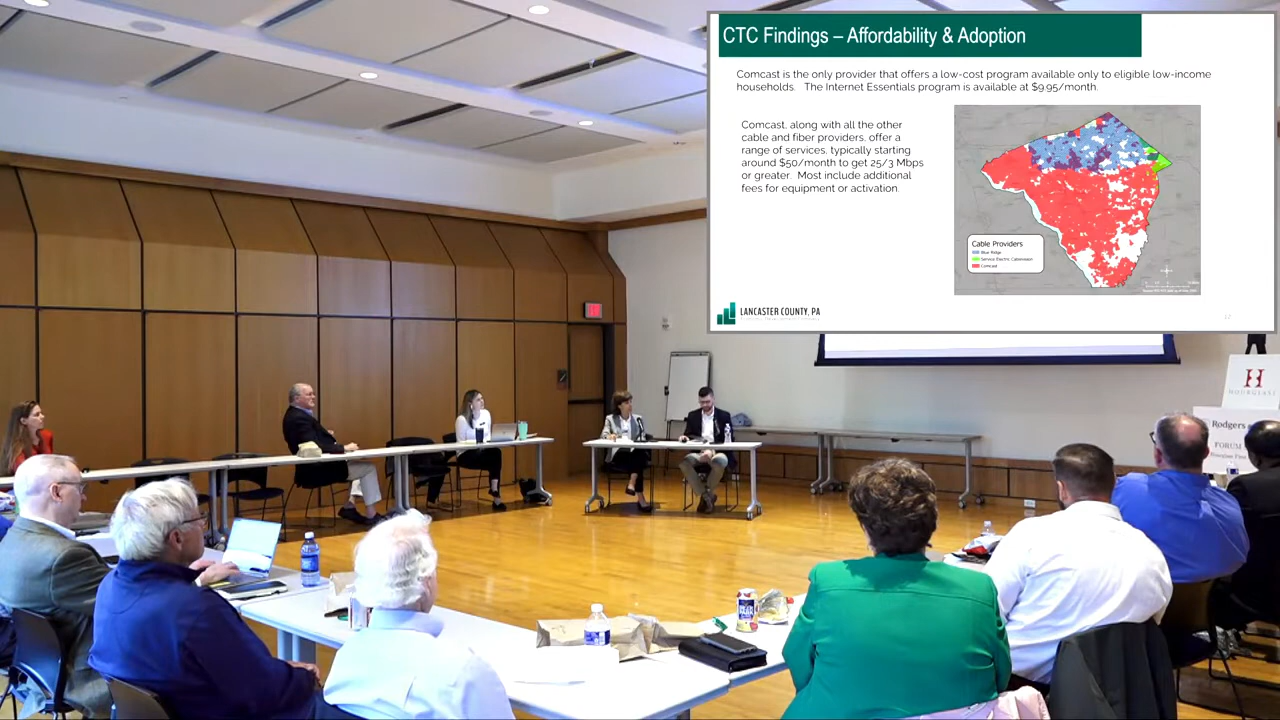 CTC Findings – Affordability & Adoption
Comcast is the only provider that offers a low-cost program available only to eligible low-income
households. The Internet Essentials program is available at $9.95/month.
Comcast, along with all the other
cable and fiber providers, offer a
range of services, typically starting
around $50/month to get 25/3 Mbps
or greater. Most include additional
fees for equipment or activation.
Cable Providers
Blue Ridge
Service Electric Cablevision
Comcast
LANCASTER COUNTY, PA
12
H
HOURGLASS
Rodgers
FORUM